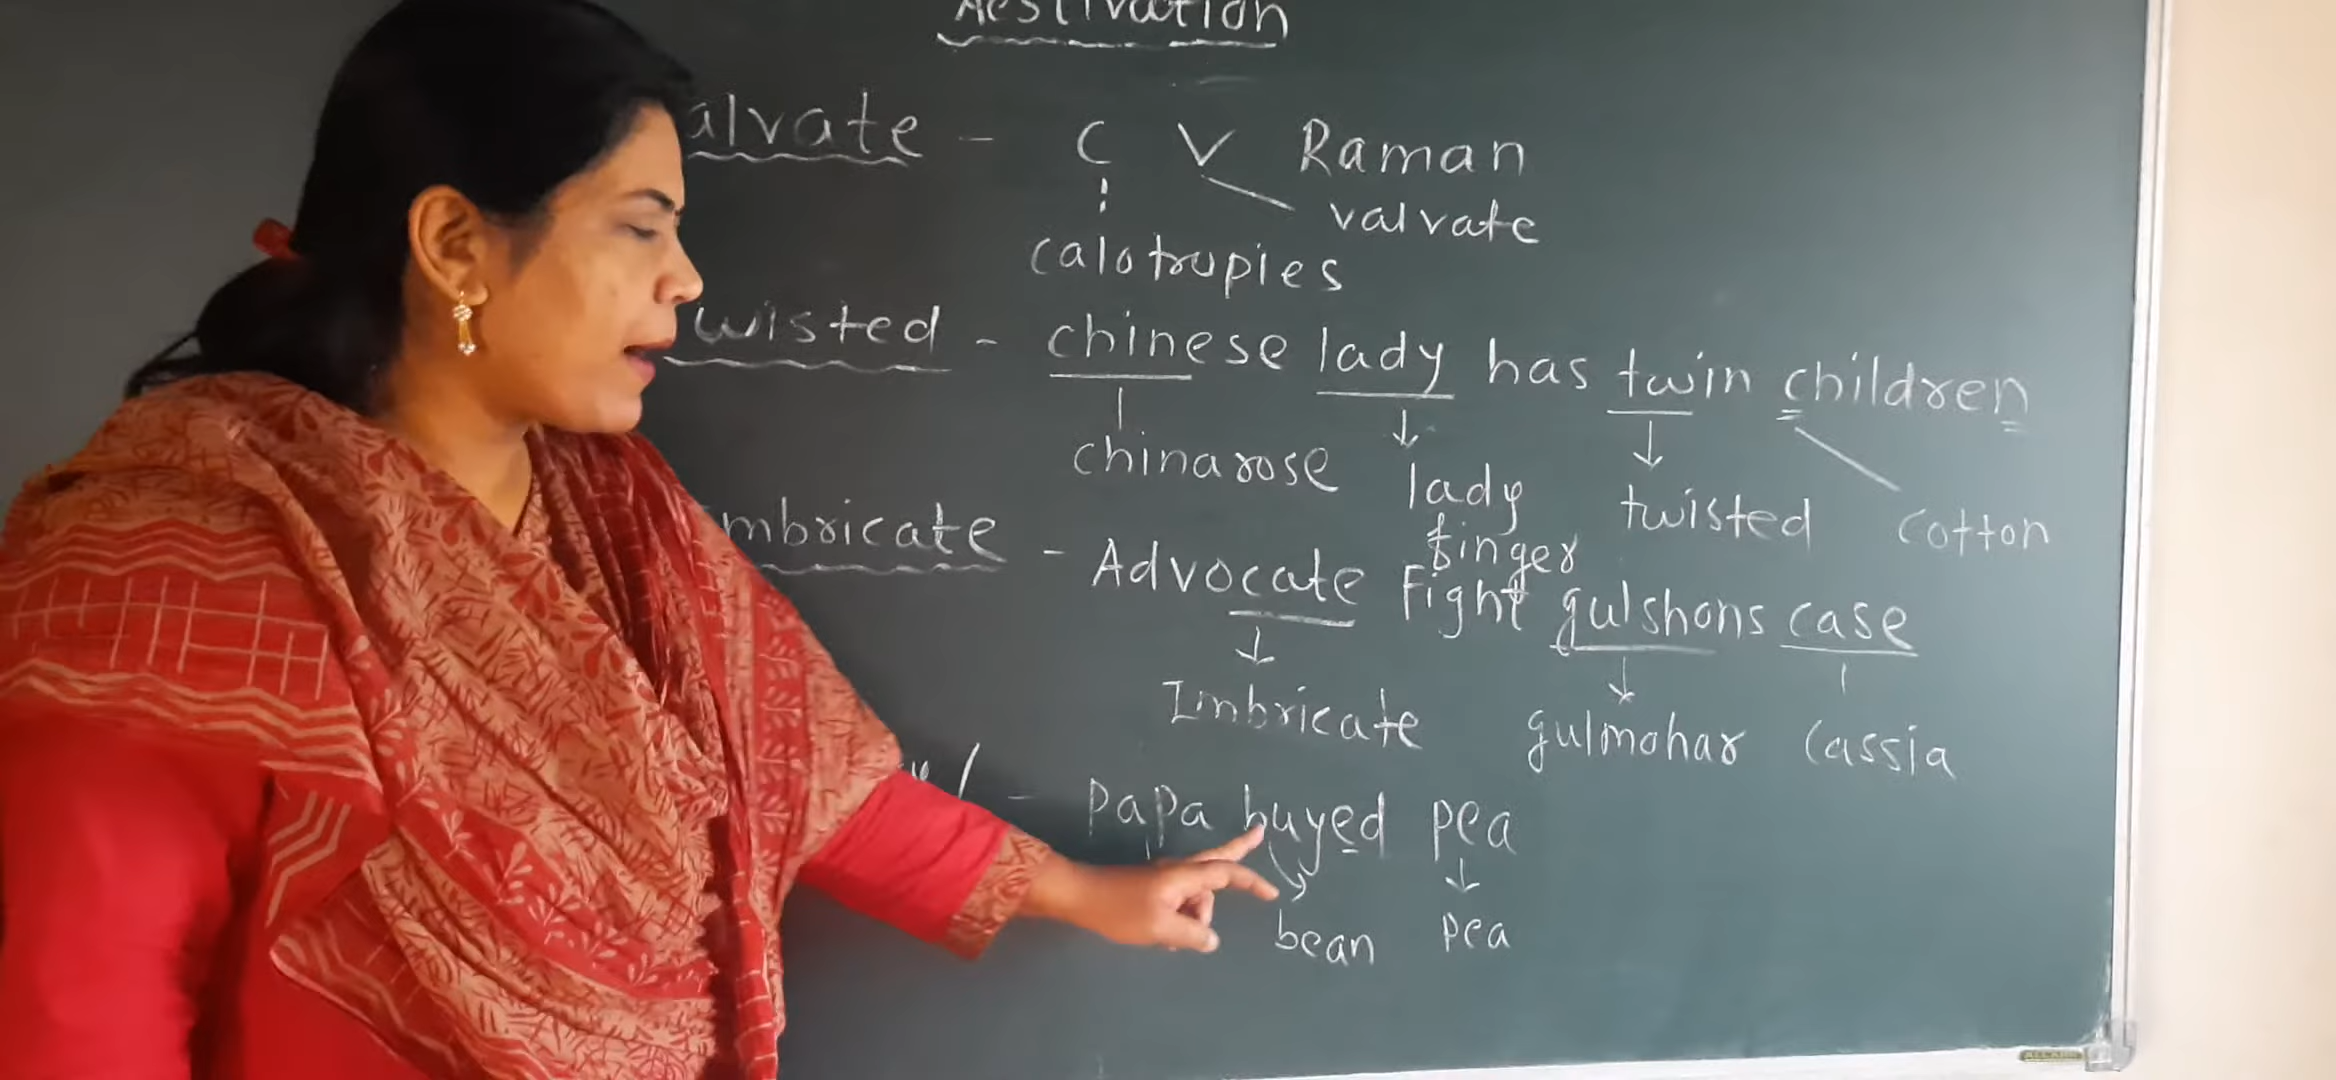 Aestivation
alvate - C V Raman
valvate
calotrupies
wisted - chinese lady has twin children
chinarose lady finger twisted cotton
mbricate - Advocate Fight gulshons case
Imbricate gulmohar Cassia
/ - papa buyed pea
bean pea